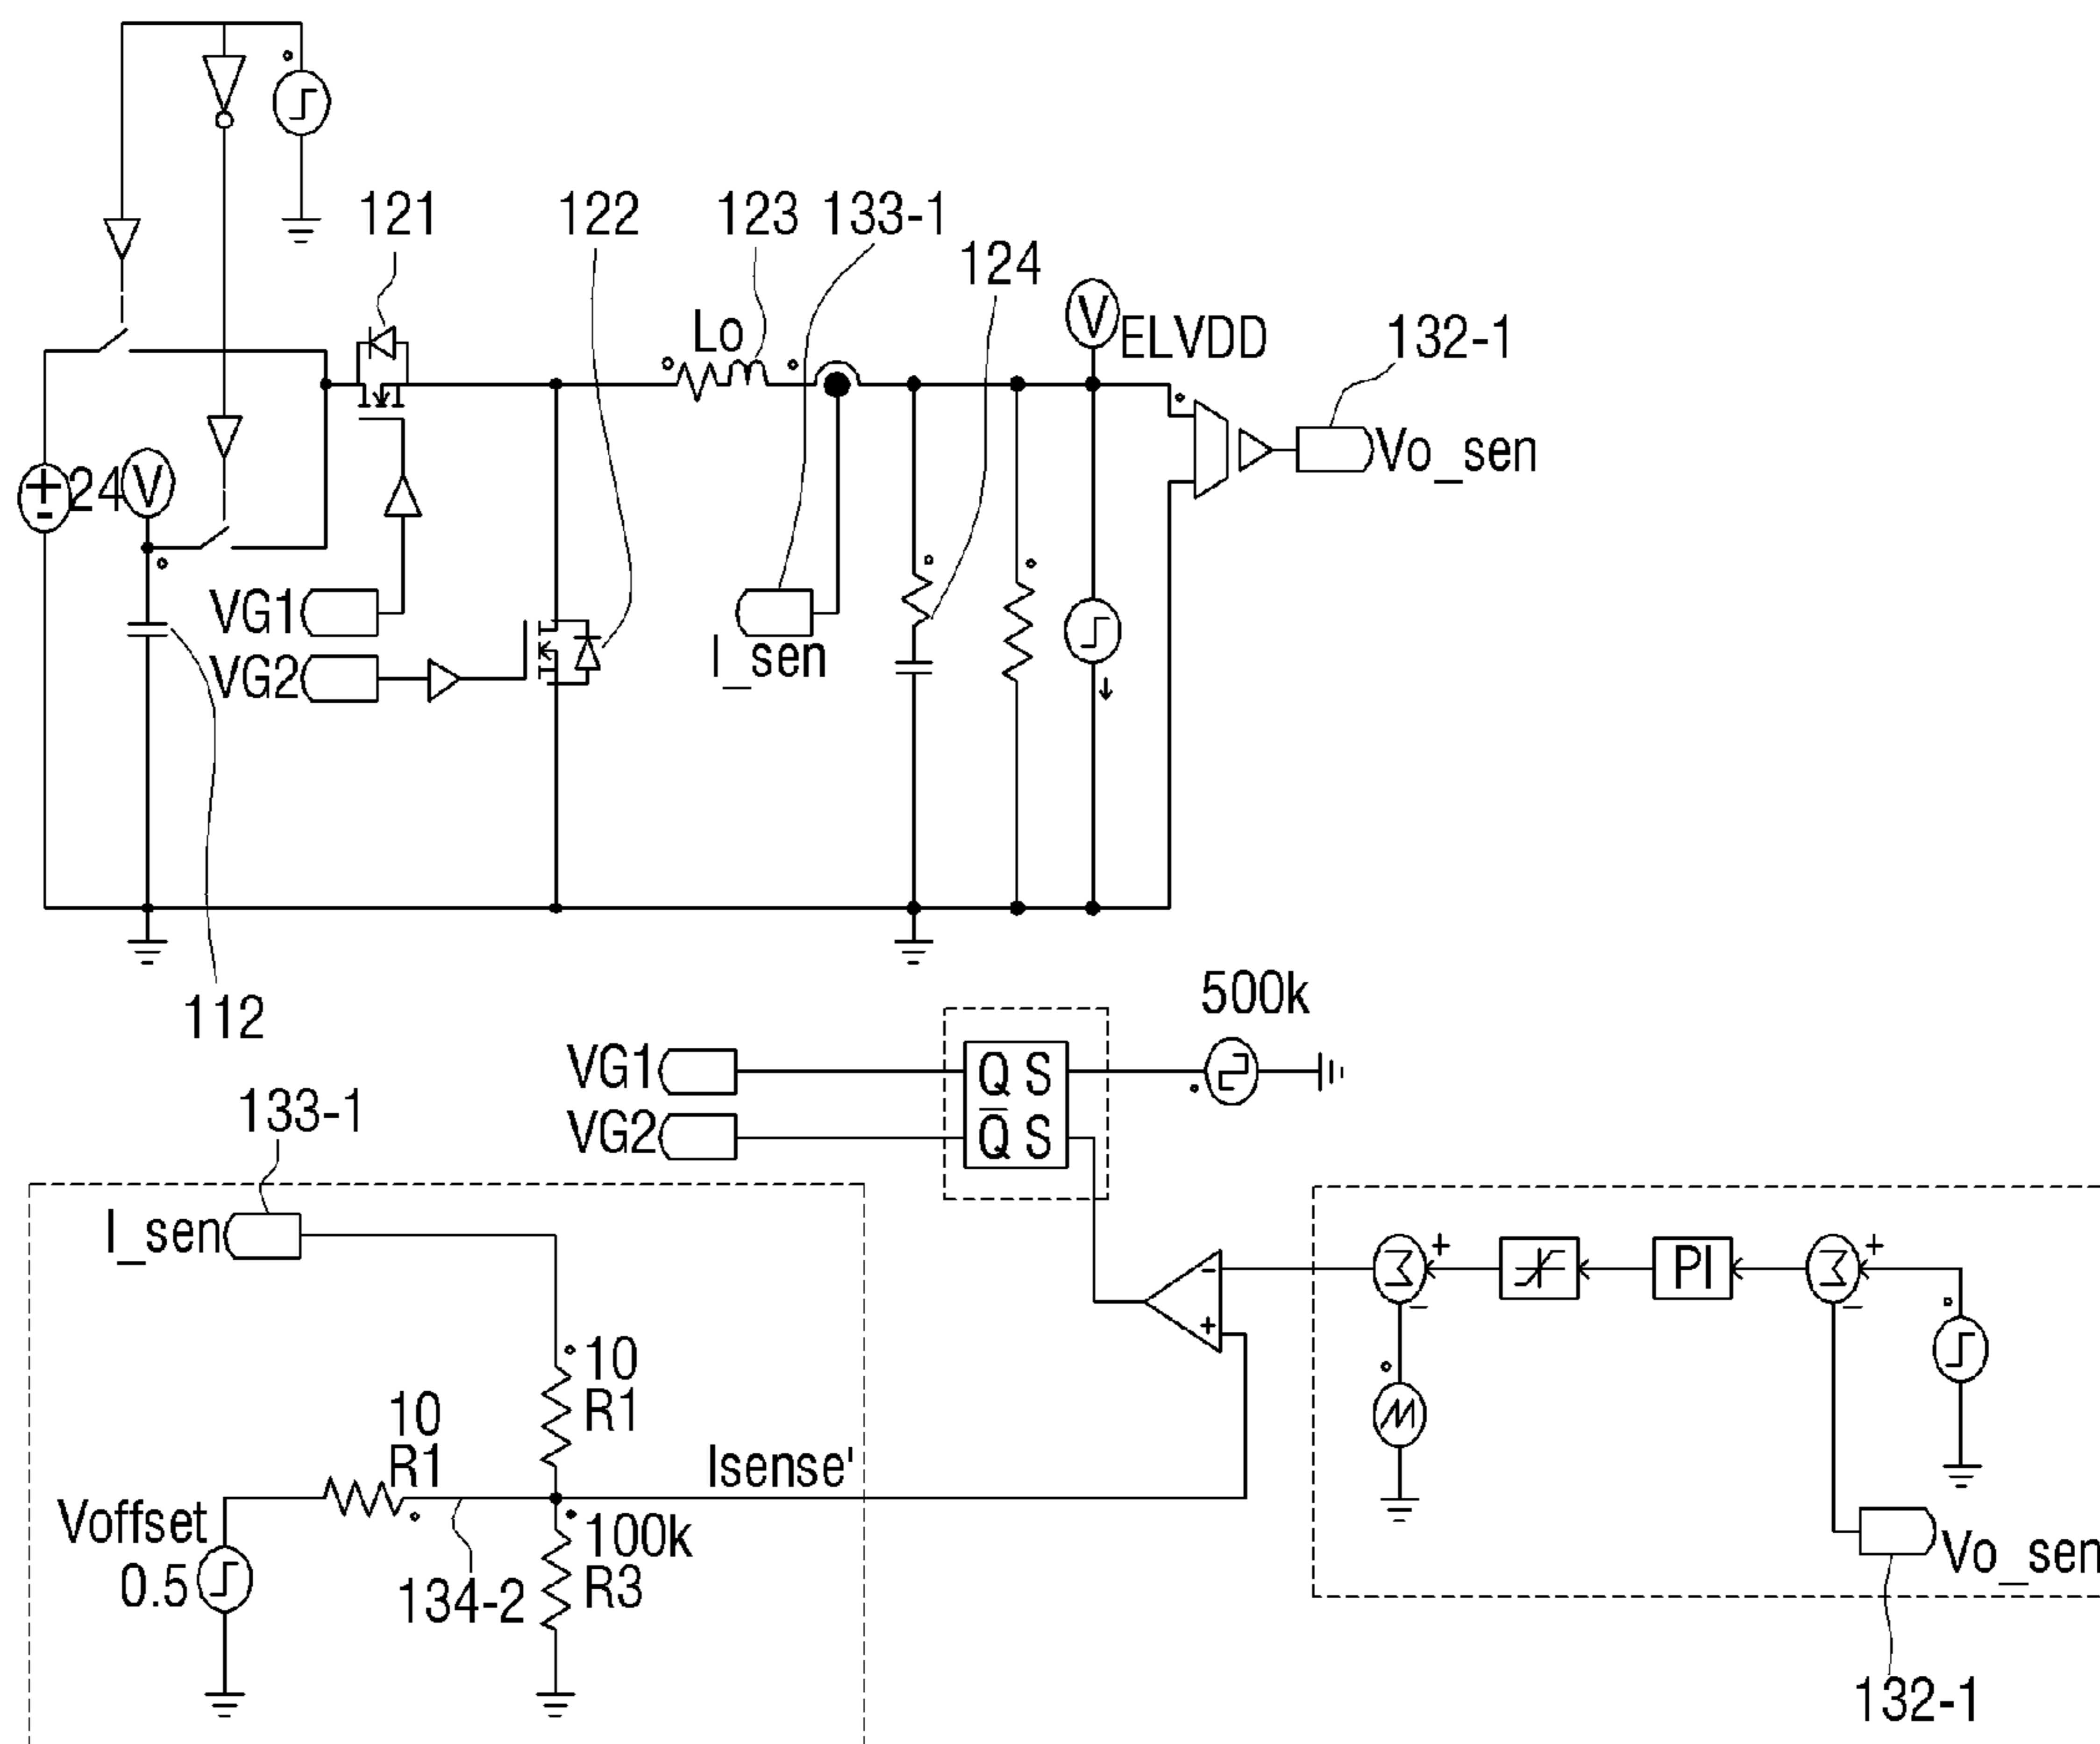 121
122
123
133-1
124
Lo
V
ELVDD
132-1
+
-
24
V
Vo_sen
VG1
I_sen
VG2
112
500k
VG1
Q S
VG2
Q̅ S
133-1
I_sen
-
+
+
-
PI
+
-
10
R1
10
R1
Isense'
Voffset
0.5
134-2
100k
R3
Vo_sen
132-1